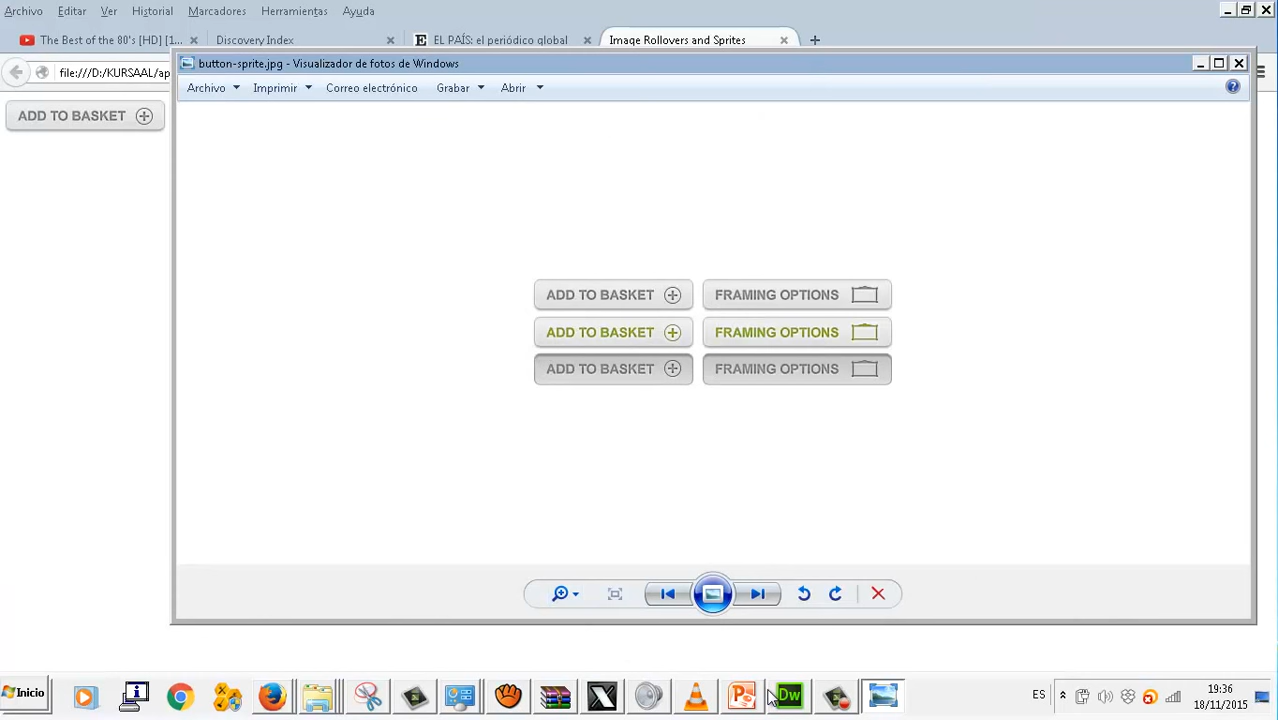 Archivo Editar Ver Historial Marcadores Herramientas Ayuda
The Best of the 80's [HD] [1... Discovery Index EL PAÍS: el periódico global Image Rollovers and Sprites
file:///D:/KURSAAL/ap
button-sprite.jpg - Visualizador de fotos de Windows
Archivo Imprimir Correo electrónico Grabar Abrir
ADD TO BASKET
ADD TO BASKET FRAMING OPTIONS
ADD TO BASKET FRAMING OPTIONS
ADD TO BASKET FRAMING OPTIONS
Inicio
Dw
ES
19:36
18/11/2015